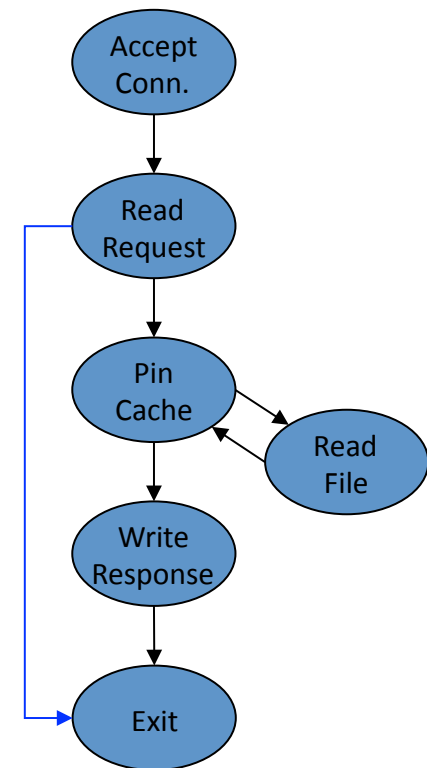 Accept
Conn.
Read
Request
Pin
Cache
Read
File
Write
Response
Exit